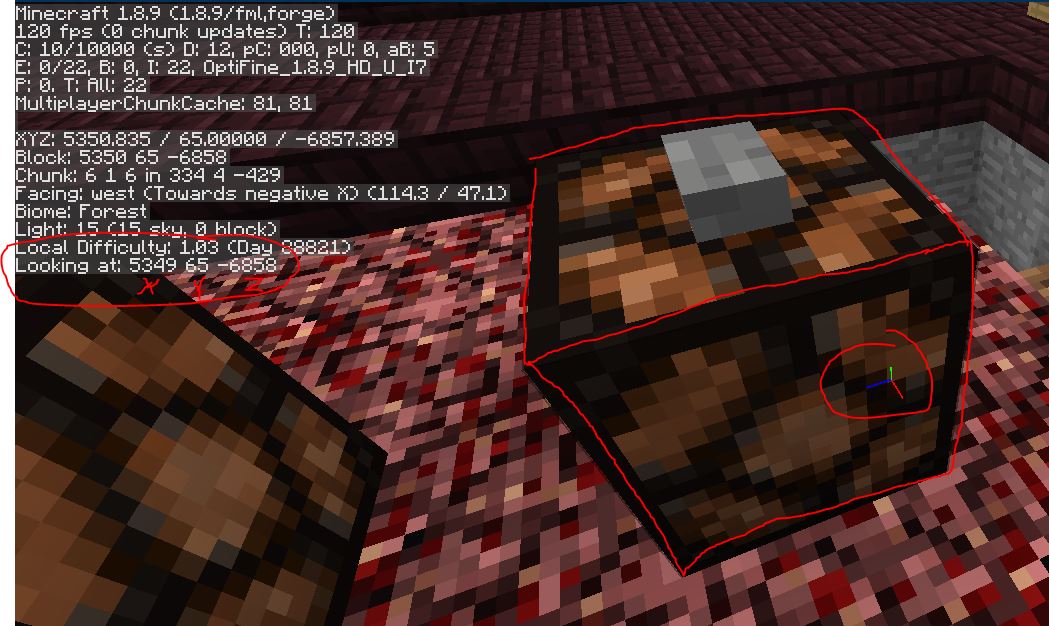 Minecraft 1.8.9 (1.8.9/fml,forge)
120 fps (0 chunk updates) T: 120
C: 10/10000 (s) D: 12, pC: 000, pU: 0, aB: 5
E: 0/22, B: 0, I: 22, OptiFine_1.8.9_HD_U_I7
P: 0. T: All: 22
MultiplayerChunkCache: 81, 81
XYZ: 5350.835 / 65.00000 / -6857.389
Block: 5350 65 -6858
Chunk: 6 1 6 in 334 4 -429
Facing: west (Towards negative X) (114.3 / 47.1)
Biome: Forest
Light: 15 (15 sky, 0 block)
Local Difficulty: 1.03 (Day 38821)
Looking at: 5349 65 -6858
X Y Z